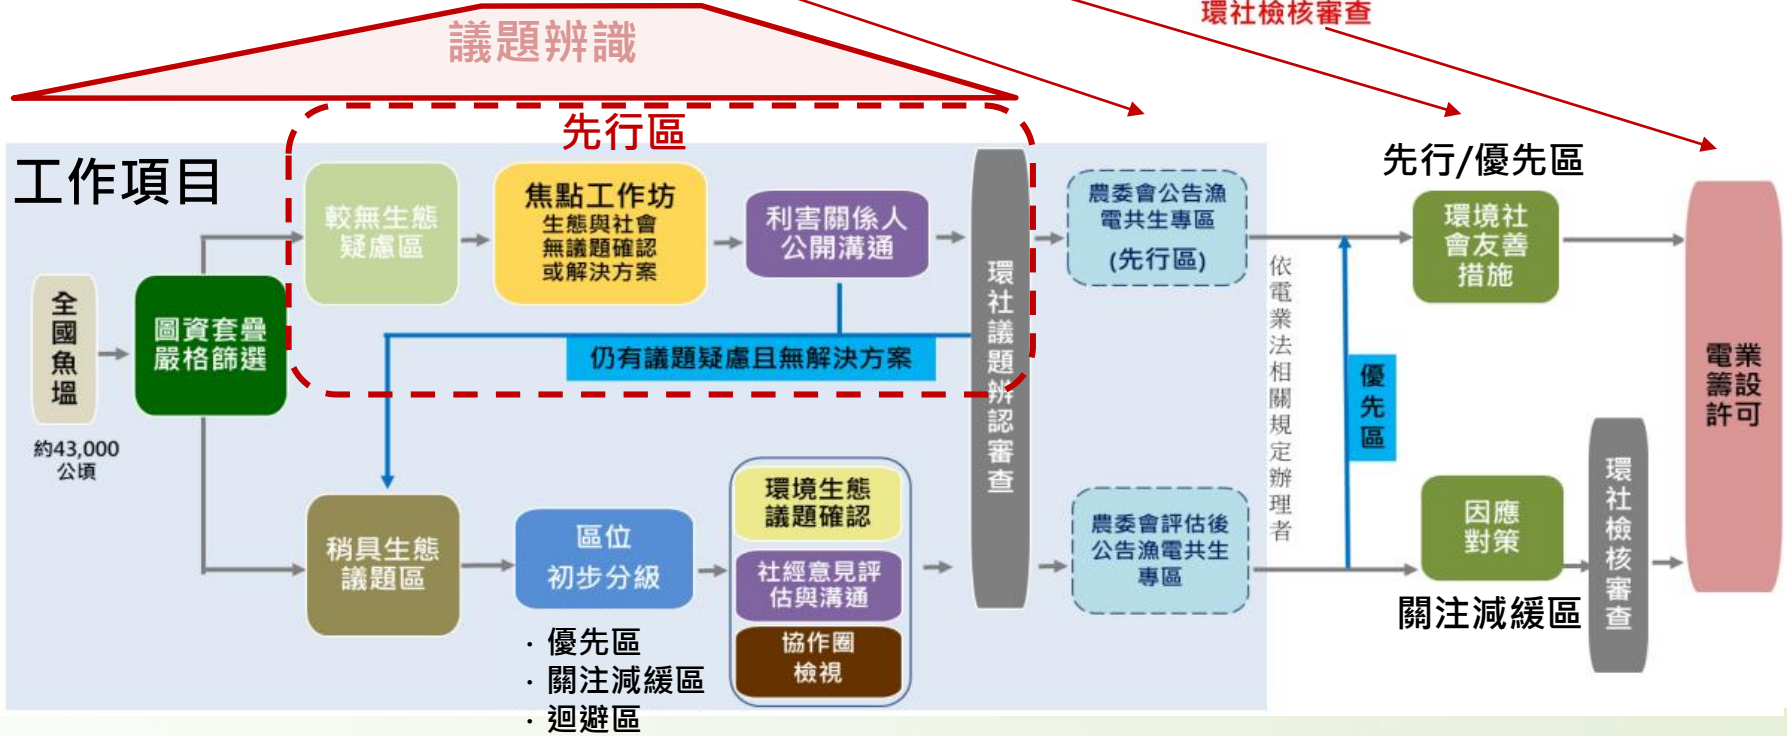 環社檢核審查
議題辨識
先行區
工作項目
較無生態
疑慮區
焦點工作坊
生態與社會
無議題確認
或解決方案
利害關係人
公開溝通
環社議題辨認審查
農委會公告漁
電共生專區
(先行區)
先行/優先區
環境社
會友善
措施
全國魚塭
約43,000
公頃
圖資套疊
嚴格篩選
仍有議題疑慮且無解決方案
依電業法相關規定辦理者
優先區
電業
籌設
許可
稍具生態
議題區
區位
初步分級
· 優先區
· 關注減緩區
· 迴避區
環境生態
議題確認
社經意見評
估與溝通
協作圈
檢視
農委會評估後
公告漁電共生
專區
因應
對策
關注減緩區
環社檢核審查